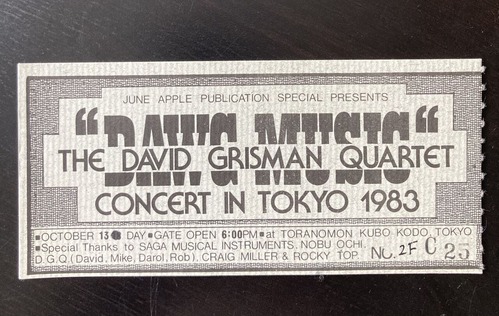 JUNE APPLE PUBLICATION SPECIAL PRESENTS
"DAWG MUSIC"
THE DAVID GRISMAN QUARTET
CONCERT IN TOKYO 1983
■OCTOBER 13 DAY■GATE OPEN 6:00PM■at TORANOMON KUBO KODO, TOKYO
■Special Thanks to SAGA MUSICAL INSTRUMENTS, NOBU OCHI,
D.G.Q(David, Mike, Darol, Rob), CRAIG MILLER & ROCKY TOP.
NO. 2F C 25